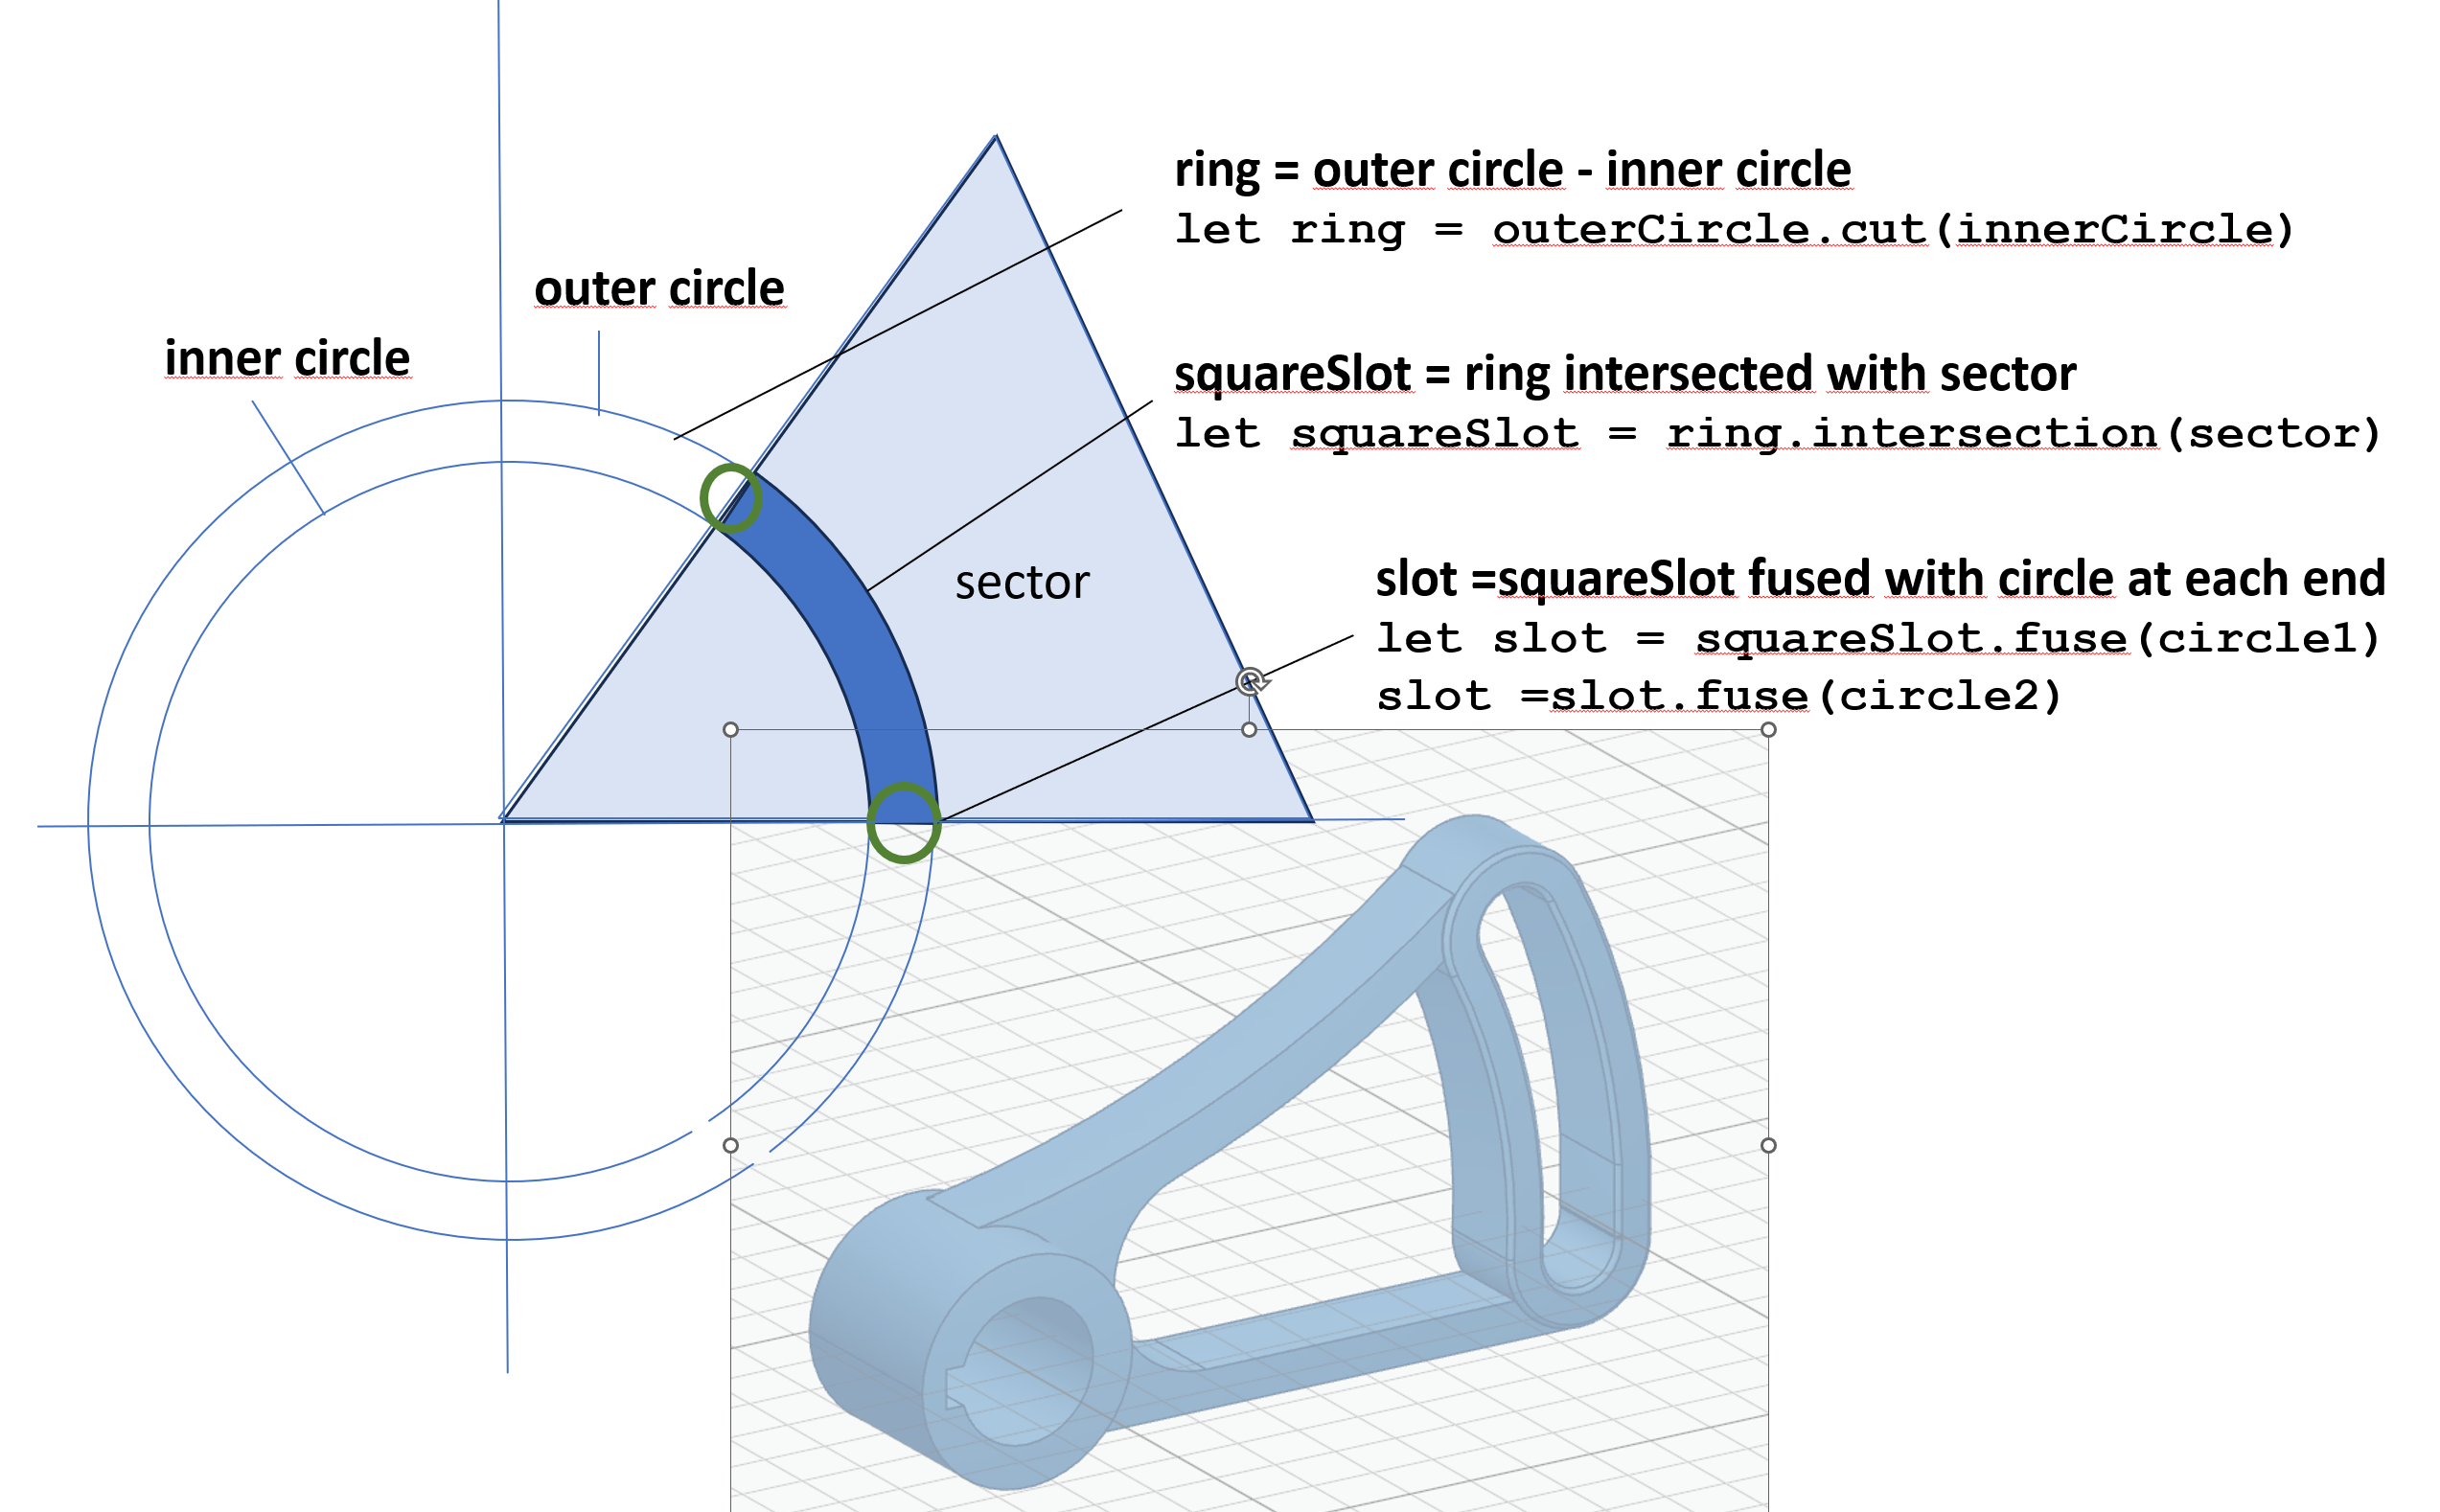 ring = outer circle - inner circle
let ring = outerCircle.cut(innerCircle)
outer circle
inner circle
squareSlot = ring intersected with sector
let squareSlot = ring.intersection(sector)
sector
slot =squareSlot fused with circle at each end
let slot = squareSlot.fuse(circle1)
slot =slot.fuse(circle2)